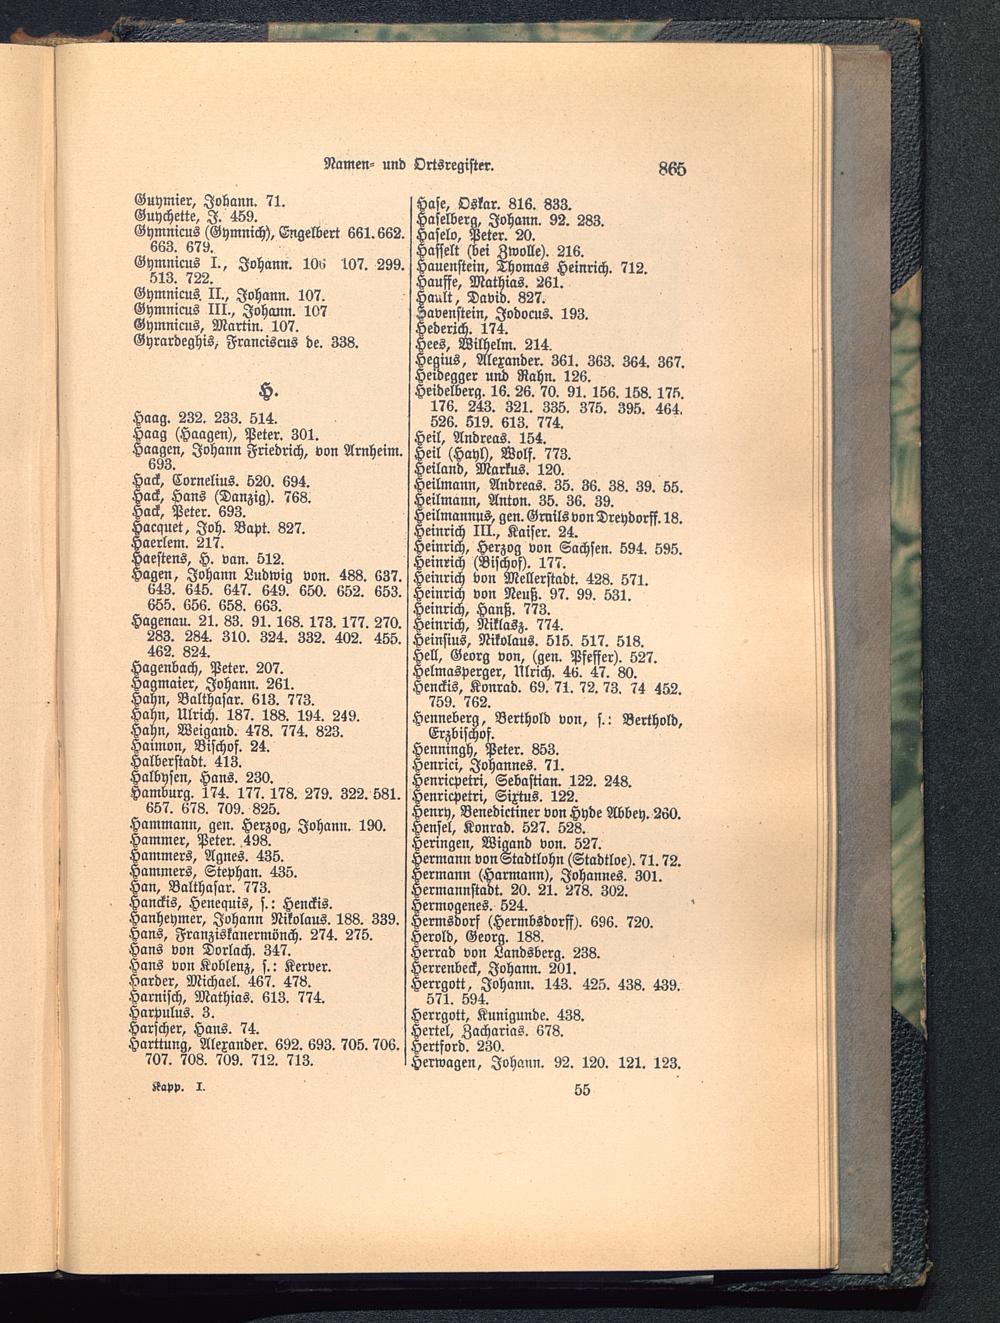 Namen- und Ortsregister. 865
Guymier, Johann. 71.
Guychette, J. 459.
Gymnicus (Gymnich), Engelbert 661. 662.
663. 679.
Gymnicus I., Johann. 106 107. 299.
513. 722.
Gymnicus II., Johann. 107.
Gymnicus III., Johann. 107
Gymnicus, Martin. 107.
Gyrardeghis, Franciscus de. 338.
H.
Haag. 232. 233. 514.
Haag (Haagen), Peter. 301.
Haagen, Johann Friedrich, von Arnheim.
693.
Hack, Cornelius. 520. 694.
Hack, Hans (Danzig). 768.
Hack, Peter. 693.
Hacquet, Joh. Bapt. 827.
Haerlem. 217.
Haestens, H. van. 512.
Hagen, Johann Ludwig von. 488. 637.
643. 645. 647. 649. 650. 652. 653.
655. 656. 658. 663.
Hagenau. 21. 83. 91. 168. 173. 177. 270.
283. 284. 310. 324. 332. 402. 455.
462. 824.
Hagenbach, Peter. 207.
Hagmaier, Johann. 261.
Hahn, Balthasar. 613. 773.
Hahn, Ulrich. 187. 188. 194. 249.
Hahn, Weigand. 478. 774. 823.
Haimon, Bischof. 24.
Halberstadt. 413.
Halbysen, Hans. 230.
Hamburg. 174. 177. 178. 279. 322. 581.
657. 678. 709. 825.
Hammann, gen. Herzog, Johann. 190.
Hammer, Peter. 498.
Hammers, Agnes. 435.
Hammers, Stephan. 435.
Han, Balthasar. 773.
Hanckis, Henequis, s.: Henckis.
Hanheymer, Johann Nikolaus. 188. 339.
Hans, Franziskanermönch. 274. 275.
Hans von Dorlach. 347.
Hans von Koblenz, s.: Kerver.
Harder, Michael. 467. 478.
Harnisch, Mathias. 613. 774.
Harpulus. 3.
Harscher, Hans. 74.
Harttung, Alexander. 692. 693. 705. 706.
707. 708. 709. 712. 713.
Hase, Oskar. 816. 833.
Haselberg, Johann. 92. 283.
Haselo, Peter. 20.
Hasselt (bei Zwolle). 216.
Hauenstein, Thomas Heinrich. 712.
Hauffe, Mathias. 261.
Hault, David. 827.
Havenstein, Jodocus. 193.
Hederich. 174.
Hees, Wilhelm. 214.
Hegius, Alexander. 361. 363. 364. 367.
Heidegger und Rahn. 126.
Heidelberg. 16. 26. 70. 91. 156. 158. 175.
176. 243. 321. 335. 375. 395. 464.
526. 519. 613. 774.
Heil, Andreas. 154.
Heil (Hayl), Wolf. 773.
Heiland, Markus. 120.
Heilmann, Andreas. 35. 36. 38. 39. 55.
Heilmann, Anton. 35. 36. 39.
Heilmannus, gen. Grails von Dreydorff. 18.
Heinrich III., Kaiser. 24.
Heinrich, Herzog von Sachsen. 594. 595.
Heinrich (Bischof). 177.
Heinrich von Mellerstadt. 428. 571.
Heinrich von Neuß. 97. 99. 531.
Heinrich, Hanß. 773.
Heinrich, Niklasz. 774.
Heinsius, Nikolaus. 515. 517. 518.
Hell, Georg von, (gen. Pfeffer). 527.
Helmasperger, Ulrich. 46. 47. 80.
Henckis, Konrad. 69. 71. 72. 73. 74 452.
759. 762.
Henneberg, Berthold von, s.: Berthold,
Erzbischof.
Henningh, Peter. 853.
Henrici, Johannes. 71.
Henricpetri, Sebastian. 122. 248.
Henricpetri, Sixtus. 122.
Henry, Benedictiner von Hyde Abbey. 260.
Hensel, Konrad. 527. 528.
Heringen, Wigand von. 527.
Hermann von Stadtlohn (Stadtloe). 71. 72.
Hermann (Harmann), Johannes. 301.
Hermannstadt. 20. 21. 278. 302.
Hermogenes. 524.
Hermsdorf (Hermbsdorff). 696. 720.
Herold, Georg. 188.
Herrad von Landsberg. 238.
Herrenbeck, Johann. 201.
Herrgott, Johann. 143. 425. 438. 439.
571. 594.
Herrgott, Kunigunde. 438.
Hertel, Zacharias. 678.
Hertford. 230.
Herwagen, Johann. 92. 120. 121. 123.
Kapp. I. 55